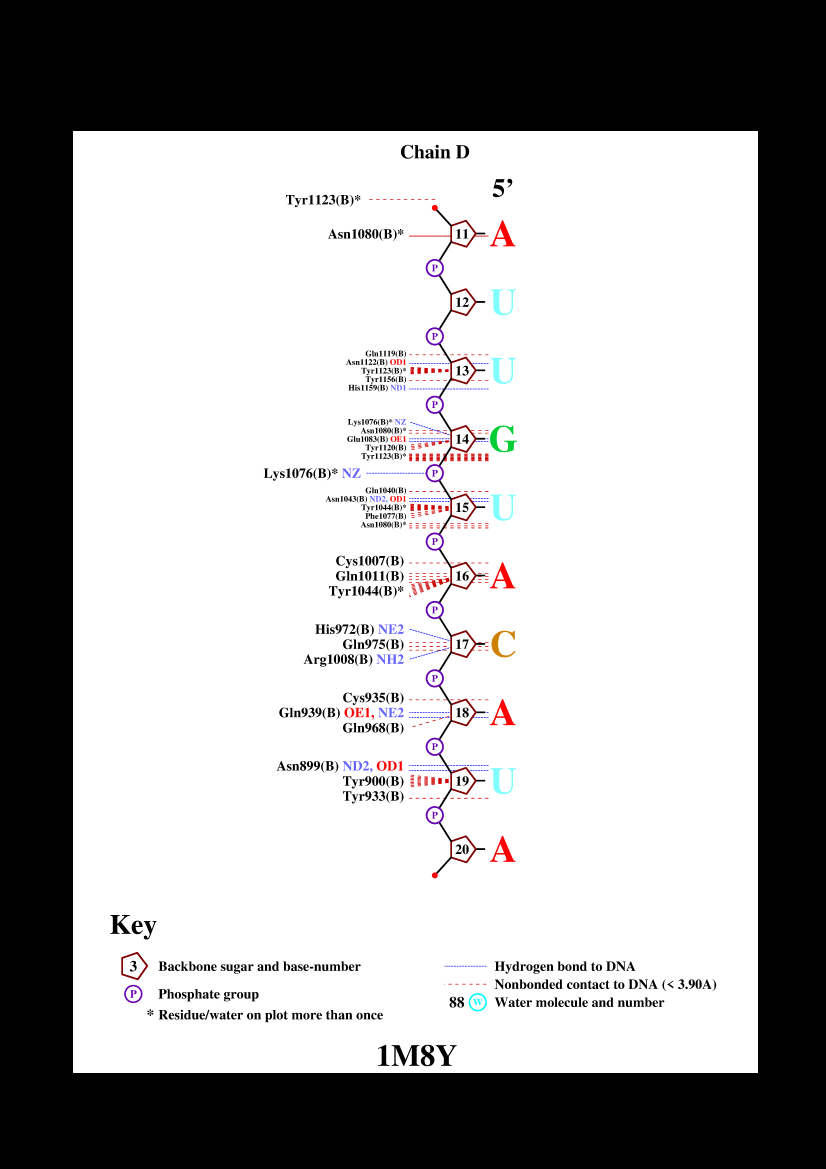 Chain D
5’
Tyr1123(B)*
Asn1080(B)*
11 A
P
12 U
P
Gln1119(B)
Asn1122(B) OD1
Tyr1123(B)*
13 U
Tyr1156(B)
His1159(B) ND1
P
Lys1076(B)* NZ
Asn1080(B)*
Glu1083(B) OE1
14 G
Tyr1120(B)
Tyr1123(B)*
Lys1076(B)* NZ
P
Gln1040(B)
Asn1043(B) ND2, OD1
Tyr1044(B)*
15 U
Phe1077(B)
Asn1080(B)*
P
Cys1007(B)
Gln1011(B)
16 A
Tyr1044(B)*
P
His972(B) NE2
Gln975(B)
17 C
Arg1008(B) NH2
P
Cys935(B)
Gln939(B) OE1, NE2
18 A
Gln968(B)
P
Asn899(B) ND2, OD1
Tyr900(B)
19 U
Tyr933(B)
P
20 A
Key
3 Backbone sugar and base-number
P Phosphate group
* Residue/water on plot more than once
Hydrogen bond to DNA
Nonbonded contact to DNA (< 3.90A)
88 W Water molecule and number
1M8Y